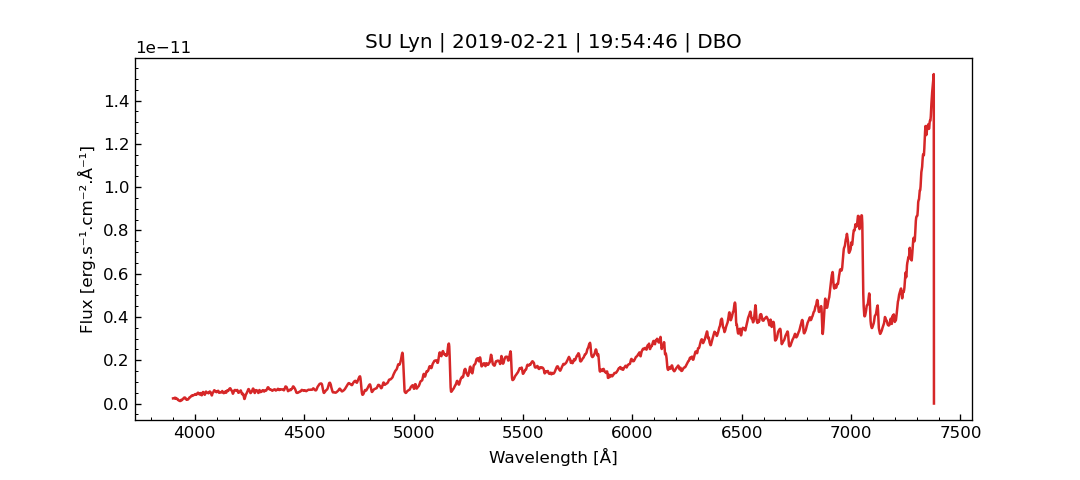 SU Lyn | 2019-02-21 | 19:54:46 | DBO
1e−11
1.4
1.2
1.0
0.8
0.6
0.4
0.2
0.0
Flux [erg.s⁻¹.cm⁻².Å⁻¹]
4000 4500 5000 5500 6000 6500 7000 7500
Wavelength [Å]